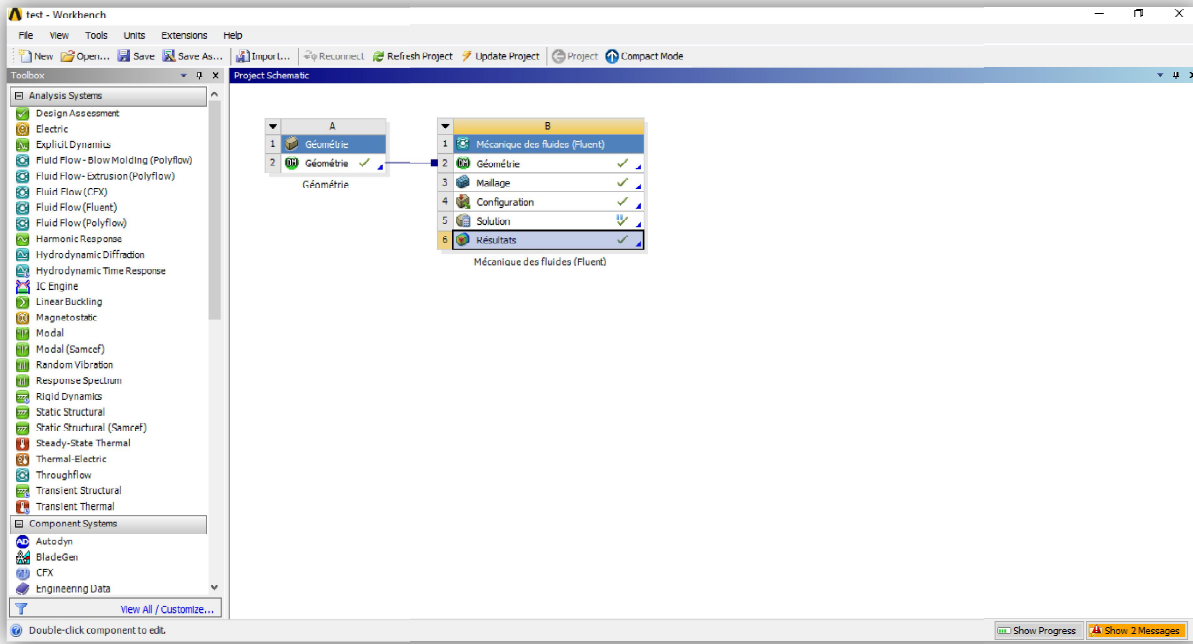 test - Workbench
File View Tools Units Extensions Help
New Open... Save Save As... Import... Reconnect Refresh Project Update Project Project Compact Mode
Toolbox
Project Schematic
Analysis Systems
Design Assessment
Electric
Explicit Dynamics
Fluid Flow - Blow Molding (Polyflow)
Fluid Flow- Extrusion (Polyflow)
Fluid Flow (CFX)
Fluid Flow (Fluent)
Fluid Flow (Polyflow)
Harmonic Response
Hydrodynamic Diffraction
Hydrodynamic Time Response
IC Engine
Linear Buckling
Magnetostatic
Modal
Modal (Samcef)
Random Vibration
Response Spectrum
Rigid Dynamics
Static Structural
Static Structural (Samcef)
Steady-State Thermal
Thermal-Electric
Throughflow
Transient Structural
Transient Thermal
Component Systems
Autodyn
BladeGen
CFX
Engineering Data
View All / Customize...
A
1 Géométrie
2 Géométrie
Géométrie
B
1 Mécanique des fluides (Fluent)
2 Géométrie
3 Maillage
4 Configuration
5 Solution
6 Résultats
Mécanique des fluides (Fluent)
Double-click component to edit.
Show Progress
Show 2 Messages